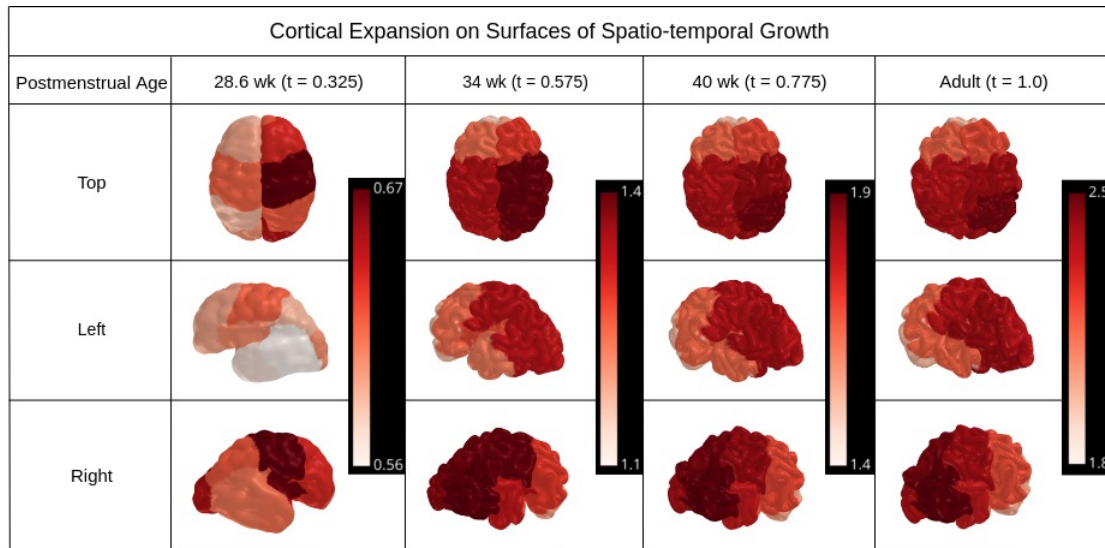 Cortical Expansion on Surfaces of Spatio-temporal Growth
Postmenstrual Age
28.6 wk (t = 0.325)
34 wk (t = 0.575)
40 wk (t = 0.775)
Adult (t = 1.0)
Top
0.67
1.4
1.9
2.5
Left
Right
0.56
1.1
1.4
1.8